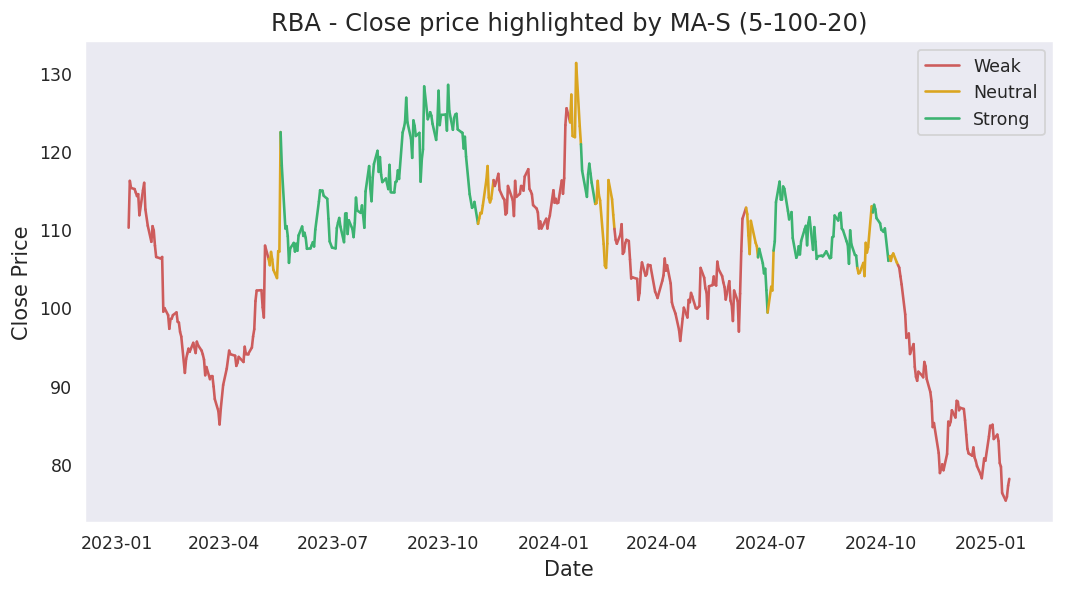 RBA - Close price highlighted by MA-S (5-100-20)
Weak
Neutral
Strong
Close Price
130
120
110
100
90
80
2023-01 2023-04 2023-07 2023-10 2024-01 2024-04 2024-07 2024-10 2025-01
Date